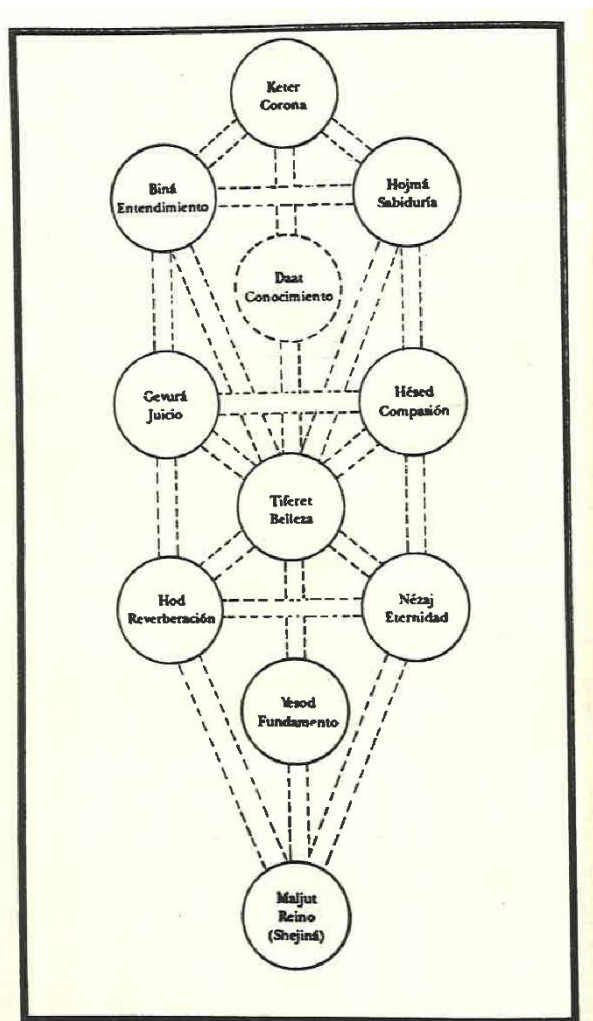 Keter
Corona
Biná
Entendimiento
Hojmá
Sabiduría
Daat
Conocimiento
Gevurá
Juicio
Hésed
Compasión
Tiferet
Belleza
Hod
Reverberación
Nézaj
Eternidad
Yesod
Fundamento
Maljut
Reino
(Shejiná)